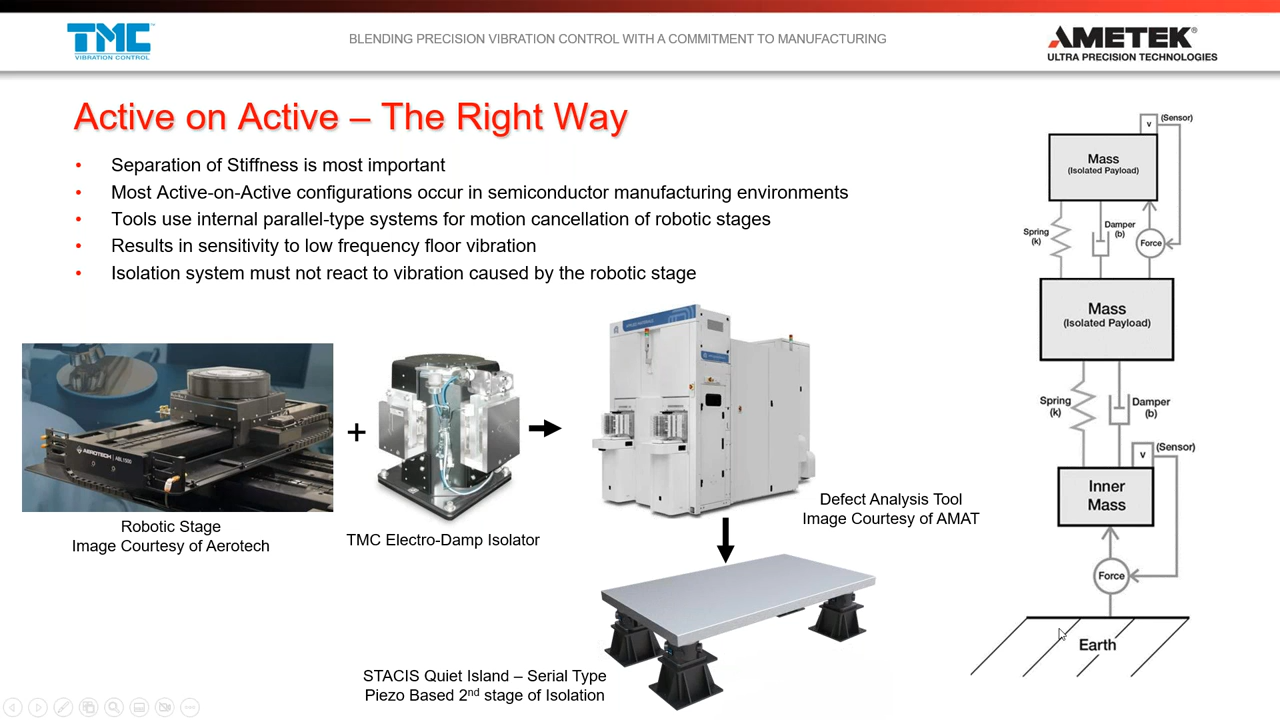 TMC
VIBRATION CONTROL
BLENDING PRECISION VIBRATION CONTROL WITH A COMMITMENT TO MANUFACTURING
AMETEK®
ULTRA PRECISION TECHNOLOGIES
Active on Active – The Right Way
• Separation of Stiffness is most important
• Most Active-on-Active configurations occur in semiconductor manufacturing environments
• Tools use internal parallel-type systems for motion cancellation of robotic stages
• Results in sensitivity to low frequency floor vibration
• Isolation system must not react to vibration caused by the robotic stage
AEROTECH ABL1500
Robotic Stage
Image Courtesy of Aerotech
+
TMC Electro-Damp Isolator
Defect Analysis Tool
Image Courtesy of AMAT
STACIS Quiet Island – Serial Type
Piezo Based 2nd stage of Isolation
v
(Sensor)
Mass
(Isolated Payload)
Spring
(k)
Damper
(b)
Force
Mass
(Isolated Payload)
Spring
(k)
Damper
(b)
v
(Sensor)
Inner
Mass
Force
Earth